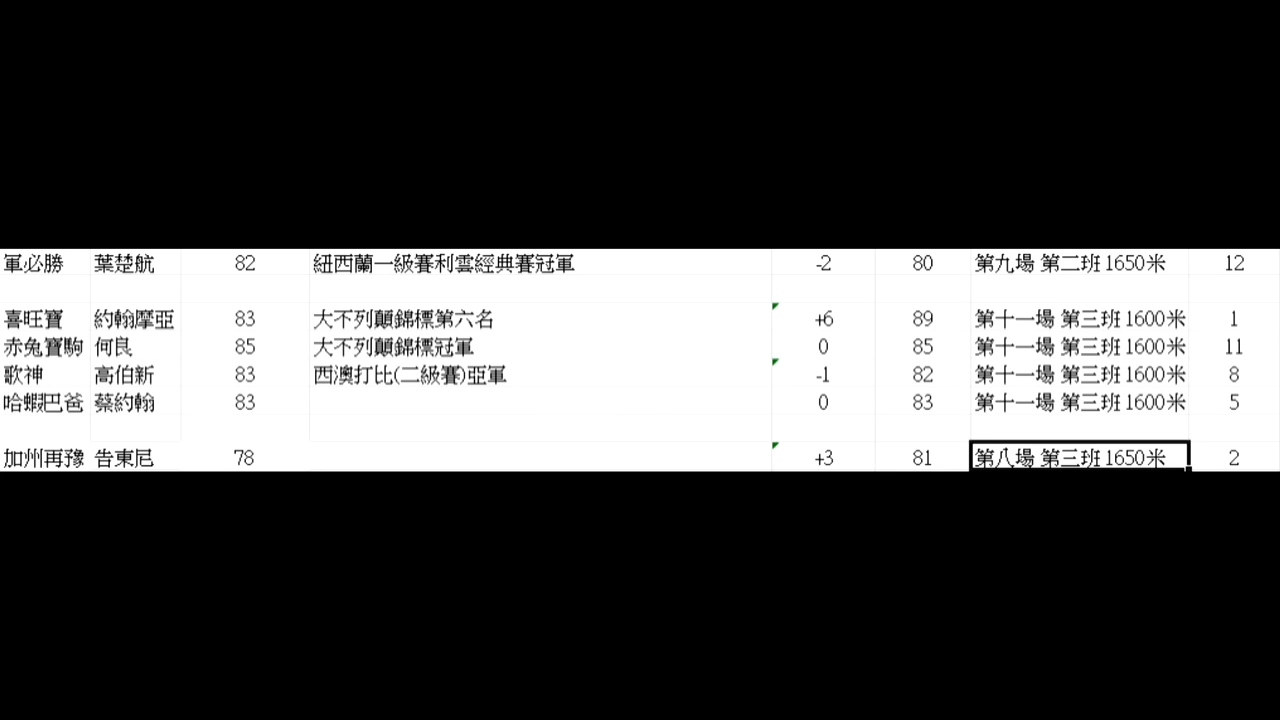 軍必勝 葉楚航 82 紐西蘭一級賽利雲經典賽冠軍 -2 80 第九場 第二班 1650米 12
喜旺寶 約翰摩亞 83 大不列顛錦標第六名 +6 89 第十一場 第三班 1600米 1
赤兔寶駒 何良 85 大不列顛錦標冠軍 0 85 第十一場 第三班 1600米 11
歌神 高伯新 83 西澳打比(二級賽)亞軍 -1 82 第十一場 第三班 1600米 8
哈蝦巴爸 蔡約翰 83 0 83 第十一場 第三班 1600米 5
加州再豫 告東尼 78 +3 81 第八場 第三班 1650米 2